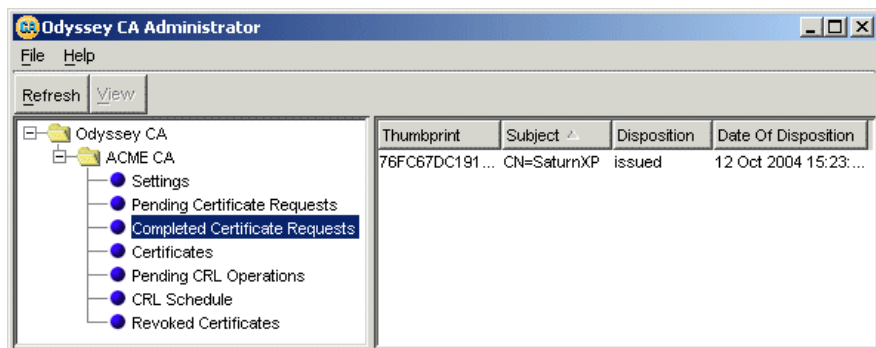 Odyssey CA Administrator
File Help
Refresh View
Odyssey CA
ACME CA
Settings
Pending Certificate Requests
Completed Certificate Requests
Certificates
Pending CRL Operations
CRL Schedule
Revoked Certificates
Thumbprint Subject Disposition Date Of Disposition
76FC67DC191... CN=SaturnXP issued 12 Oct 2004 15:23:...